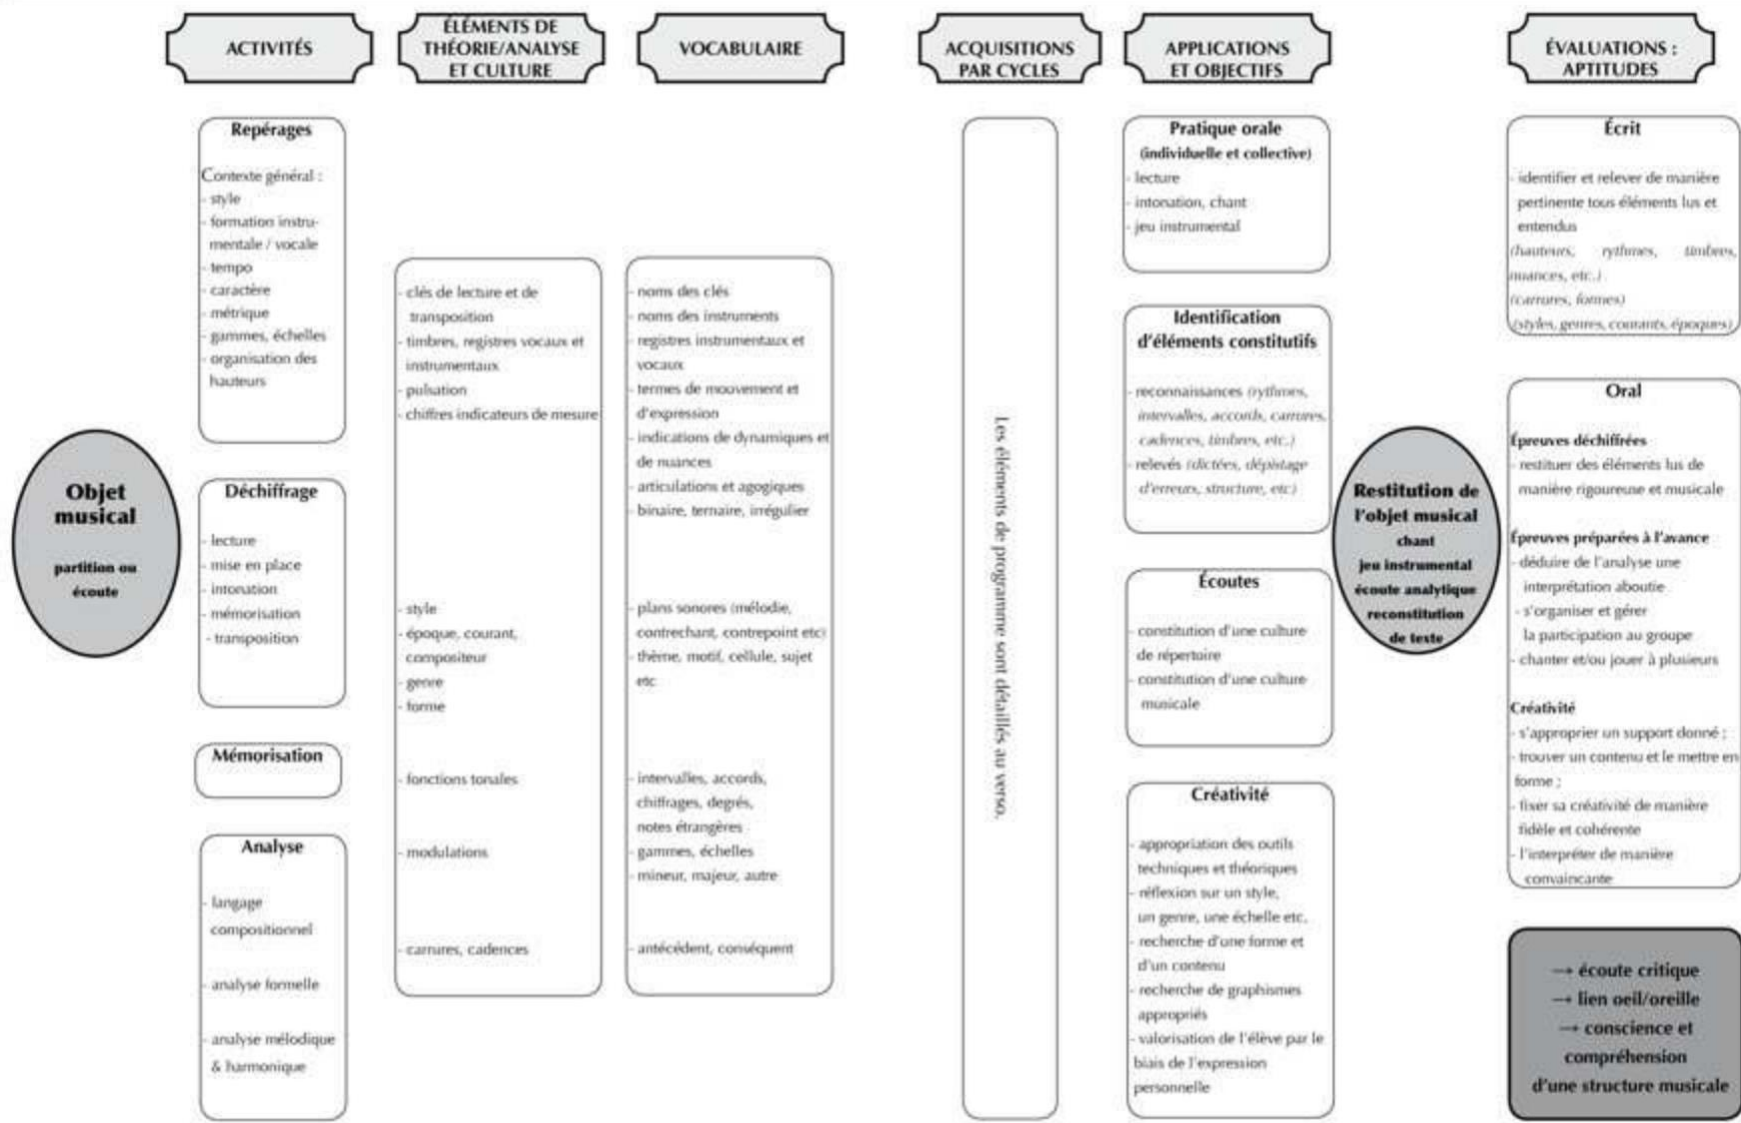 ACTIVITÉS
ÉLÉMENTS DE
THÉORIE/ANALYSE
ET CULTURE
VOCABULAIRE
ACQUISITIONS
PAR CYCLES
APPLICATIONS
ET OBJECTIFS
ÉVALUATIONS :
APTITUDES
Objet
musical
partition ou
écoute
Repérages
Contexte général :
- style
- formation instru-
mentale / vocale
- tempo
- caractère
- métrique
- gammes, échelles
- organisation des
hauteurs
Déchiffrage
- lecture
- mise en place
- intonation
- mémorisation
- transposition
Mémorisation
Analyse
- langage
compositionnel
- analyse formelle
- analyse mélodique
& harmonique
- clés de lecture et de
transposition
- timbres, registres vocaux et
instrumentaux
- pulsation
- chiffres indicateurs de mesure
- style
- époque, courant,
compositeur
- genre
- forme
- fonctions tonales
- modulations
- carrures, cadences
- noms des clés
- noms des instruments
- registres instrumentaux et
vocaux
- termes de mouvement et
d'expression
- indications de dynamiques et
de nuances
- articulations et agogiques
- binaire, ternaire, irrégulier
- plans sonores (mélodie,
contrechant, contrepoint etc)
- thème, motif, cellule, sujet
etc
- intervalles, accords,
chiffrages, degrés,
notes étrangères
- gammes, échelles
- mineur, majeur, autre
- antécédent, conséquent
Les éléments de programme sont détaillés au verso.
Pratique orale
(individuelle et collective)
- lecture
- intonation, chant
- jeu instrumental
Identification
d'éléments constitutifs
- reconnaissances (rythmes,
intervalles, accords, carrures,
cadences, timbres, etc.)
- relevés (dictées, dépistage
d'erreurs, structure, etc)
Écoutes
- constitution d'une culture
de répertoire
- constitution d'une culture
musicale
Créativité
- appropriation des outils
techniques et théoriques
- réflexion sur un style,
un genre, une échelle etc.
- recherche d'une forme et
d'un contenu
- recherche de graphismes
appropriés
- valorisation de l'élève par le
biais de l'expression
personnelle
Restitution de
l'objet musical
chant
jeu instrumental
écoute analytique
reconstitution
de texte
Écrit
- identifier et relever de manière
pertinente tous éléments lus et
entendus
(hauteurs, rythmes, timbres,
nuances, etc..)
(carrures, formes)
(styles, genres, courants, époques)
Oral
Épreuves déchiffrées
- restituer des éléments lus de
manière rigoureuse et musicale
Épreuves préparées à l'avance
- déduire de l'analyse une
interprétation aboutie
- s'organiser et gérer
la participation au groupe
- chanter et/ou jouer à plusieurs
Créativité
- s'approprier un support donné ;
- trouver un contenu et le mettre en
forme ;
- fixer sa créativité de manière
fidèle et cohérente
- l'interpréter de manière
convaincante
→ écoute critique
→ lien oeil/oreille
→ conscience et
compréhension
d'une structure musicale